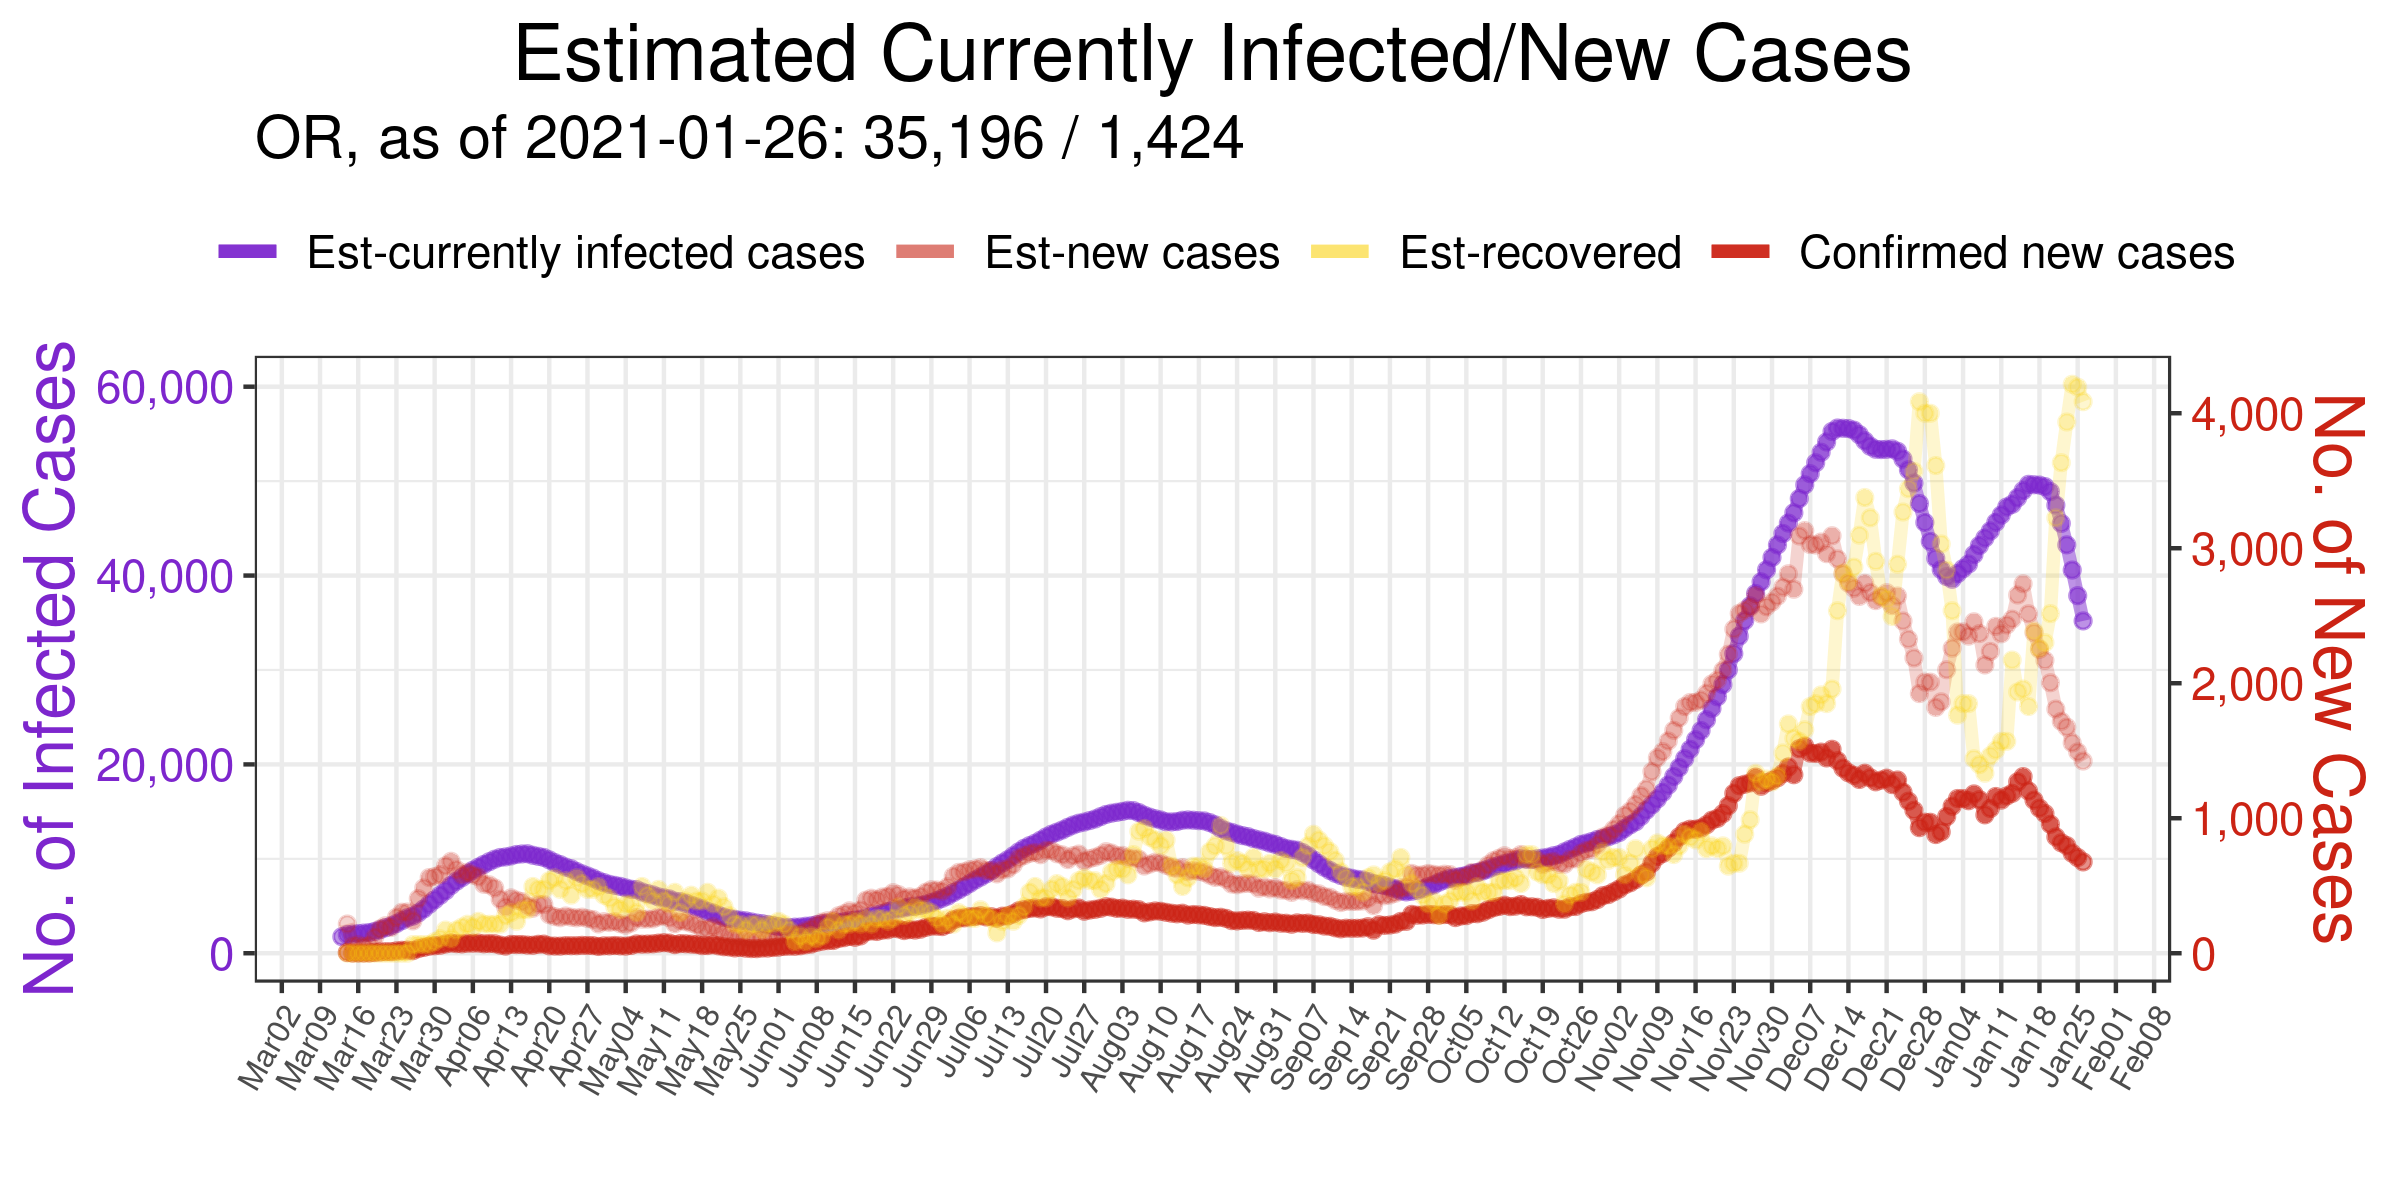 Estimated Currently Infected/New Cases
OR, as of 2021-01-26: 35,196 / 1,424
Est-currently infected cases Est-new cases Est-recovered Confirmed new cases
No. of Infected Cases
60,000
40,000
20,000
0
4,000
3,000
2,000
1,000
0
No. of New Cases
Mar02
Mar09
Mar16
Mar23
Mar30
Apr06
Apr13
Apr20
Apr27
May04
May11
May18
May25
Jun01
Jun08
Jun15
Jun22
Jun29
Jul06
Jul13
Jul20
Jul27
Aug03
Aug10
Aug17
Aug24
Aug31
Sep07
Sep14
Sep21
Sep28
Oct05
Oct12
Oct19
Oct26
Nov02
Nov09
Nov16
Nov23
Nov30
Dec07
Dec14
Dec21
Dec28
Jan04
Jan11
Jan18
Jan25
Feb01
Feb08